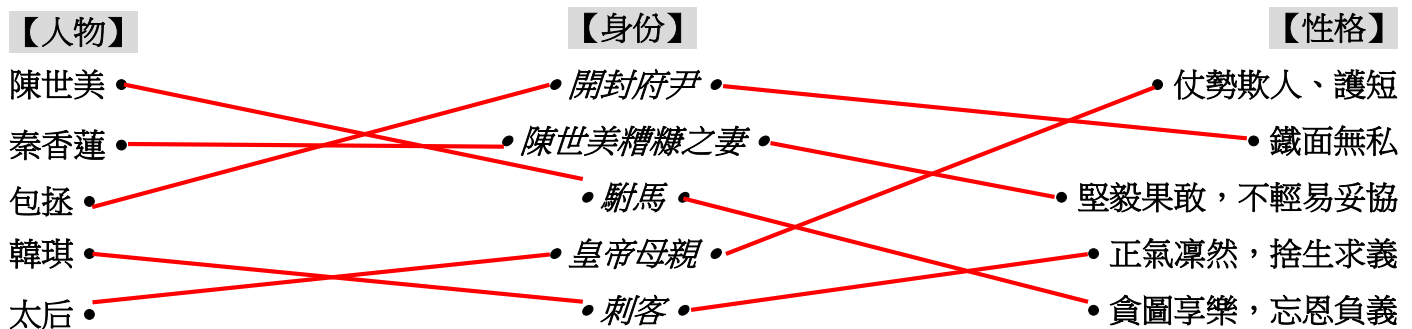 【人物】 【身份】 【性格】
陳世美 • • 開封府尹 • • 仗勢欺人、護短
秦香蓮 • • 陳世美糟糠之妻 • • 鐵面無私
包拯 • • 駙馬 • • 堅毅果敢，不輕易妥協
韓琪 • • 皇帝母親 • • 正氣凜然，捨生求義
太后 • • 刺客 • • 貪圖享樂，忘恩負義